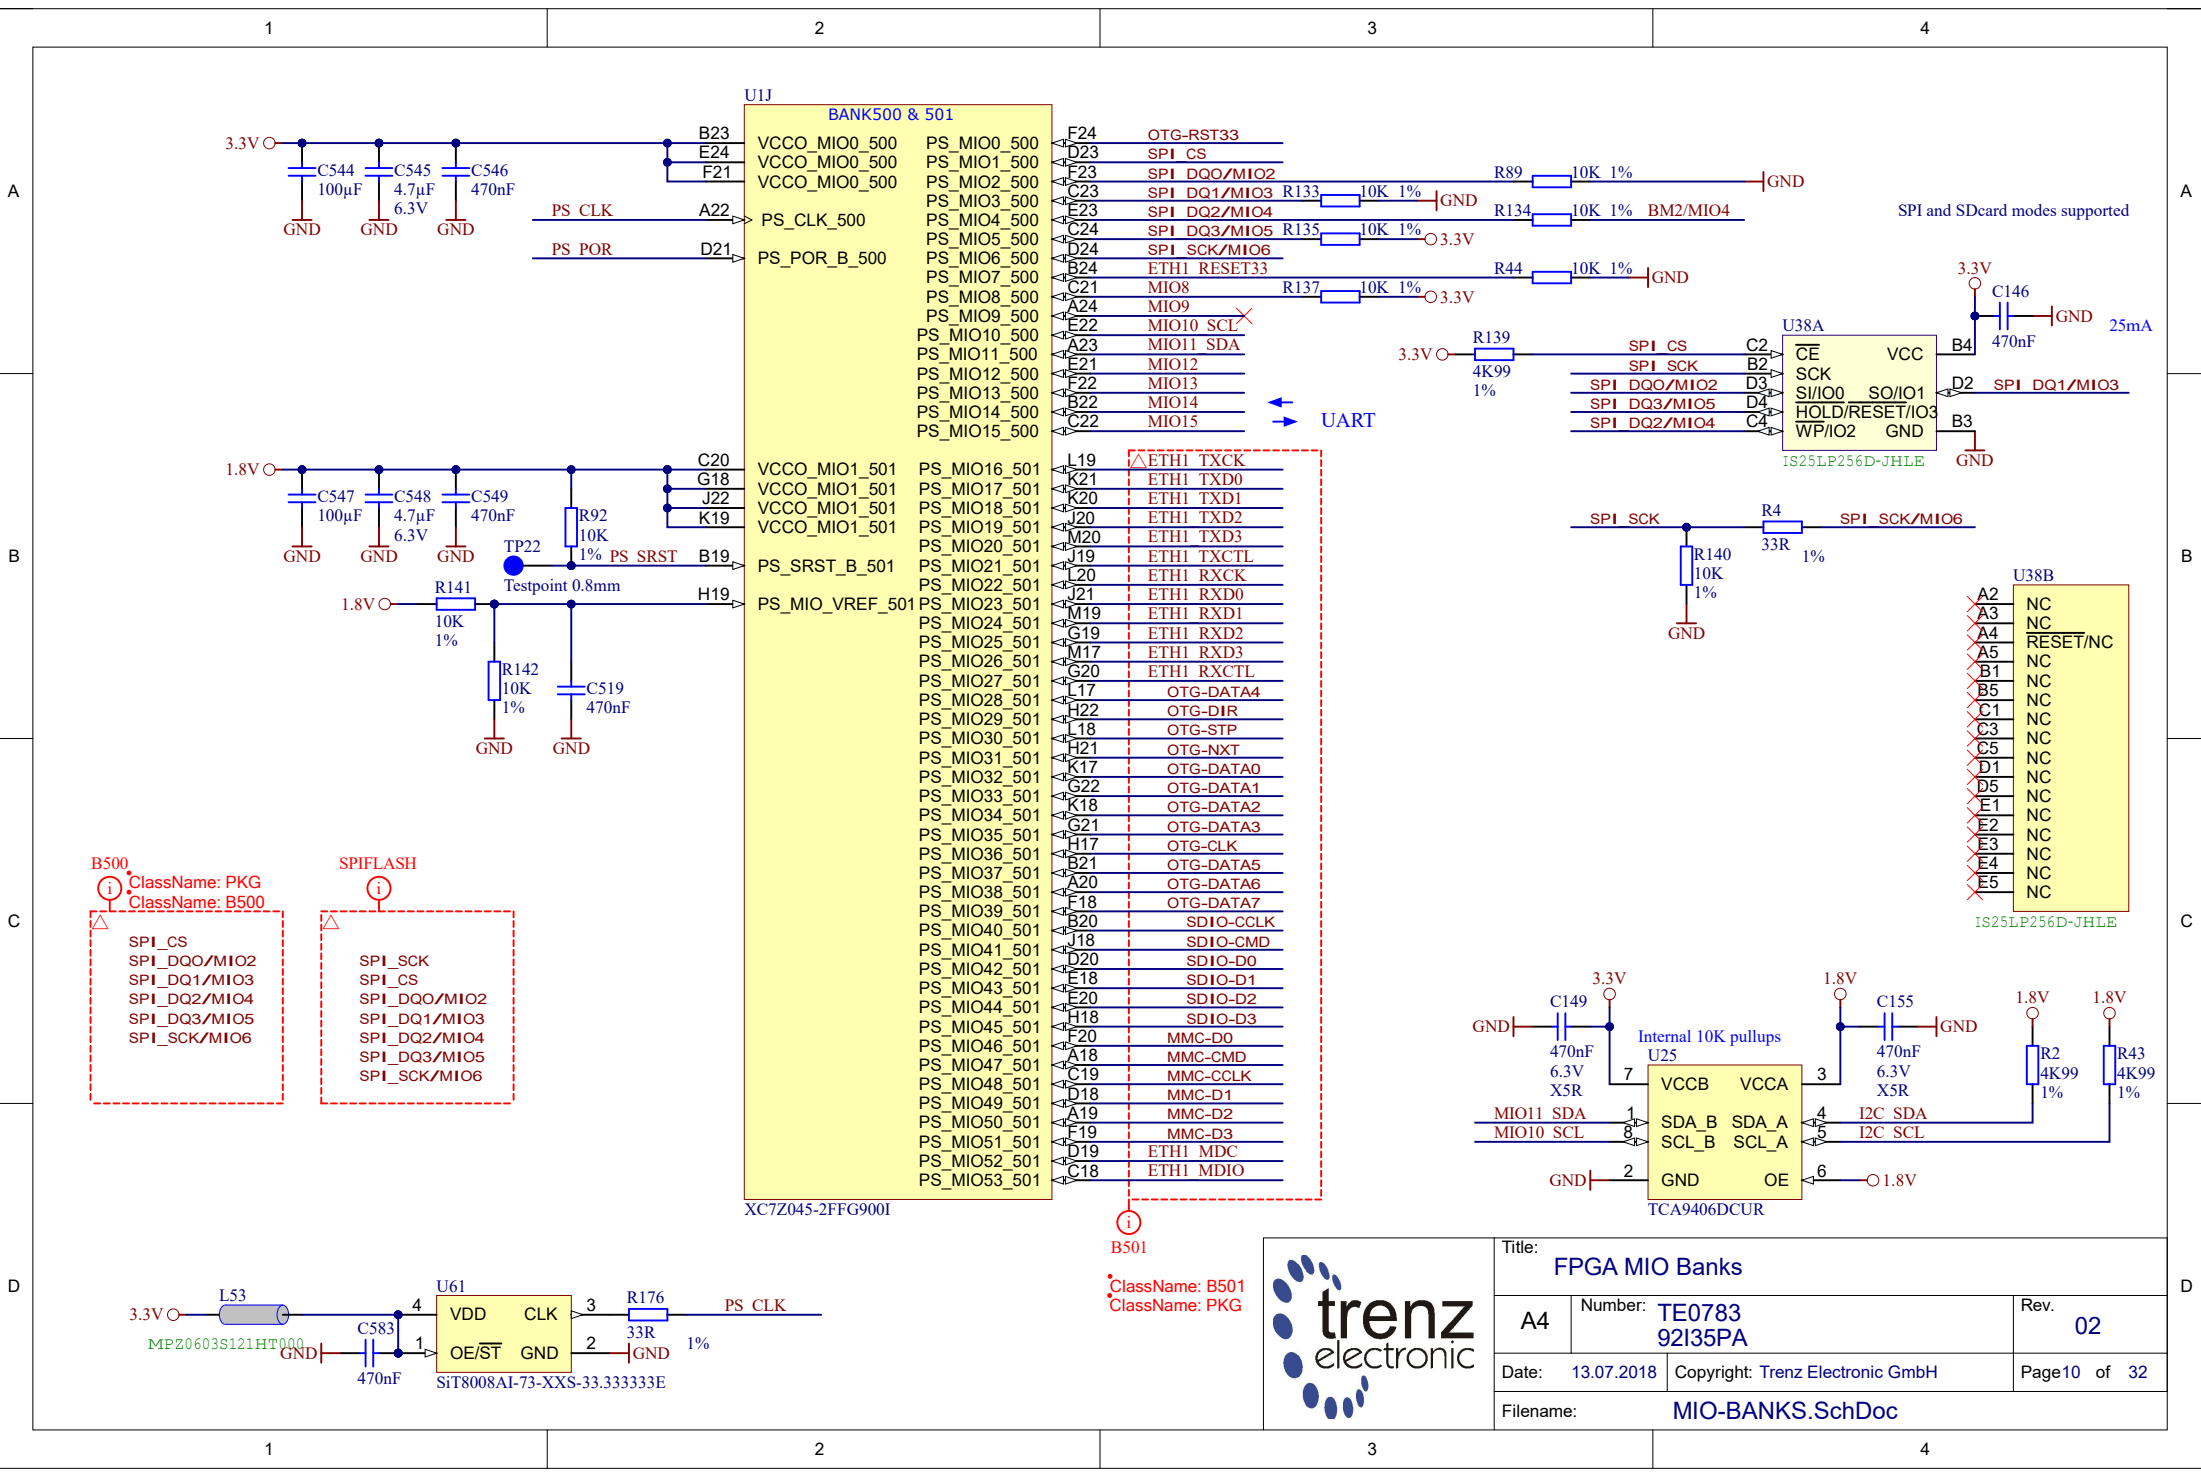 1 2 3 4
A
B
C
D
U1J
BANK500 & 501
3.3V
C544
100µF
C545
4.7µF
6.3V
C546
470nF
GND GND GND
B23 VCCO_MIO0_500
E24 VCCO_MIO0_500
F21 VCCO_MIO0_500
PS_CLK A22 PS_CLK_500
PS_POR D21 PS_POR_B_500
1.8V
C547
100µF
C548
4.7µF
6.3V
C549
470nF
GND GND GND
C20 VCCO_MIO1_501
G18 VCCO_MIO1_501
J22 VCCO_MIO1_501
K19 VCCO_MIO1_501
R92
10K
1%
TP22
Testpoint 0.8mm
PS_SRST B19 PS_SRST_B_501
1.8V
R141
10K
1%
H19 PS_MIO_VREF_501
R142
10K
1%
C519
470nF
GND GND
PS_MIO0_500 F24 OTG-RST33
PS_MIO1_500 D23 SPI_CS
PS_MIO2_500 F23 SPI_DQ0/MIO2 R89 10K 1% GND
PS_MIO3_500 C23 SPI_DQ1/MIO3 R133 10K 1% GND
PS_MIO4_500 E23 SPI_DQ2/MIO4 R134 10K 1% BM2/MIO4
PS_MIO5_500 C24 SPI_DQ3/MIO5 R135 10K 1% 3.3V
PS_MIO6_500 D24 SPI_SCK/MIO6
PS_MIO7_500 B24 ETH1_RESET33 R44 10K 1% GND
PS_MIO8_500 C21 MIO8 R137 10K 1% 3.3V
PS_MIO9_500 A24 MIO9
PS_MIO10_500 E22 MIO10_SCL
PS_MIO11_500 A23 MIO11_SDA
PS_MIO12_500 E21 MIO12
PS_MIO13_500 F22 MIO13
PS_MIO14_500 B22 MIO14
PS_MIO15_500 C22 MIO15
UART
PS_MIO16_501 L19 ETH1_TXCK
PS_MIO17_501 K21 ETH1_TXD0
PS_MIO18_501 K20 ETH1_TXD1
PS_MIO19_501 J20 ETH1_TXD2
PS_MIO20_501 M20 ETH1_TXD3
PS_MIO21_501 J19 ETH1_TXCTL
PS_MIO22_501 L20 ETH1_RXCK
PS_MIO23_501 J21 ETH1_RXD0
PS_MIO24_501 M19 ETH1_RXD1
PS_MIO25_501 G19 ETH1_RXD2
PS_MIO26_501 M17 ETH1_RXD3
PS_MIO27_501 G20 ETH1_RXCTL
PS_MIO28_501 L17 OTG-DATA4
PS_MIO29_501 H22 OTG-DIR
PS_MIO30_501 L18 OTG-STP
PS_MIO31_501 H21 OTG-NXT
PS_MIO32_501 K17 OTG-DATA0
PS_MIO33_501 G22 OTG-DATA1
PS_MIO34_501 K18 OTG-DATA2
PS_MIO35_501 G21 OTG-DATA3
PS_MIO36_501 H17 OTG-CLK
PS_MIO37_501 B21 OTG-DATA5
PS_MIO38_501 A20 OTG-DATA6
PS_MIO39_501 F18 OTG-DATA7
PS_MIO40_501 B20 SDIO-CCLK
PS_MIO41_501 J18 SDIO-CMD
PS_MIO42_501 D20 SDIO-D0
PS_MIO43_501 E18 SDIO-D1
PS_MIO44_501 E20 SDIO-D2
PS_MIO45_501 H18 SDIO-D3
PS_MIO46_501 F20 MMC-D0
PS_MIO47_501 A18 MMC-CMD
PS_MIO48_501 C19 MMC-CCLK
PS_MIO49_501 D18 MMC-D1
PS_MIO50_501 A19 MMC-D2
PS_MIO51_501 F19 MMC-D3
PS_MIO52_501 D19 ETH1_MDC
PS_MIO53_501 C18 ETH1_MDIO
XC7Z045-2FFG900I
i
B501
ClassName: B501
ClassName: PKG
SPI and SDcard modes supported
3.3V
C146
470nF
GND
25mA
U38A
3.3V
R139
4K99
1%
SPI_CS C2 CE VCC B4
SPI_SCK B2 SCK
SPI_DQ0/MIO2 D3 SI/IO0 SO/IO1 D2 SPI_DQ1/MIO3
SPI_DQ3/MIO5 D4 HOLD/RESET/IO3
SPI_DQ2/MIO4 C4 WP/IO2 GND B3
IS25LP256D-JHLE
GND
SPI_SCK R4 SPI_SCK/MIO6
33R 1%
R140
10K
1%
GND
U38B
A2 NC
A3 NC
A4 RESET/NC
A5 NC
B1 NC
B5 NC
C1 NC
C3 NC
C5 NC
D1 NC
D5 NC
E1 NC
E2 NC
E3 NC
E4 NC
E5 NC
IS25LP256D-JHLE
B500
i
ClassName: PKG
ClassName: B500
SPI_CS
SPI_DQ0/MIO2
SPI_DQ1/MIO3
SPI_DQ2/MIO4
SPI_DQ3/MIO5
SPI_SCK/MIO6
SPIFLASH
i
SPI_SCK
SPI_CS
SPI_DQ0/MIO2
SPI_DQ1/MIO3
SPI_DQ2/MIO4
SPI_DQ3/MIO5
SPI_SCK/MIO6
3.3V 1.8V
GND C149
470nF
6.3V
X5R
C155 GND
470nF
6.3V
X5R
1.8V 1.8V
R2
4K99
1%
R43
4K99
1%
Internal 10K pullups
U25
7 VCCB VCCA 3
MIO11_SDA 1 SDA_B SDA_A 4 I2C_SDA
MIO10_SCL 8 SCL_B SCL_A 5 I2C_SCL
GND 2 GND OE 6 1.8V
TCA9406DCUR
3.3V
L53
MPZ0603S121HT000
GND
C583
470nF
U61
4 VDD CLK 3
1 OE/ST GND 2
SiT8008AI-73-XXS-33.333333E
R176
33R 1%
PS_CLK
GND
trenz
electronic
Title:
FPGA MIO Banks
A4
Number: TE0783
92I35PA
Rev.
02
Date: 13.07.2018
Copyright: Trenz Electronic GmbH
Page10 of 32
Filename: MIO-BANKS.SchDoc
A
B
C
D
1 2 3 4